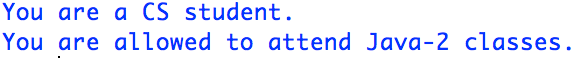 You are a CS student.
You are allowed to attend Java-2 classes.